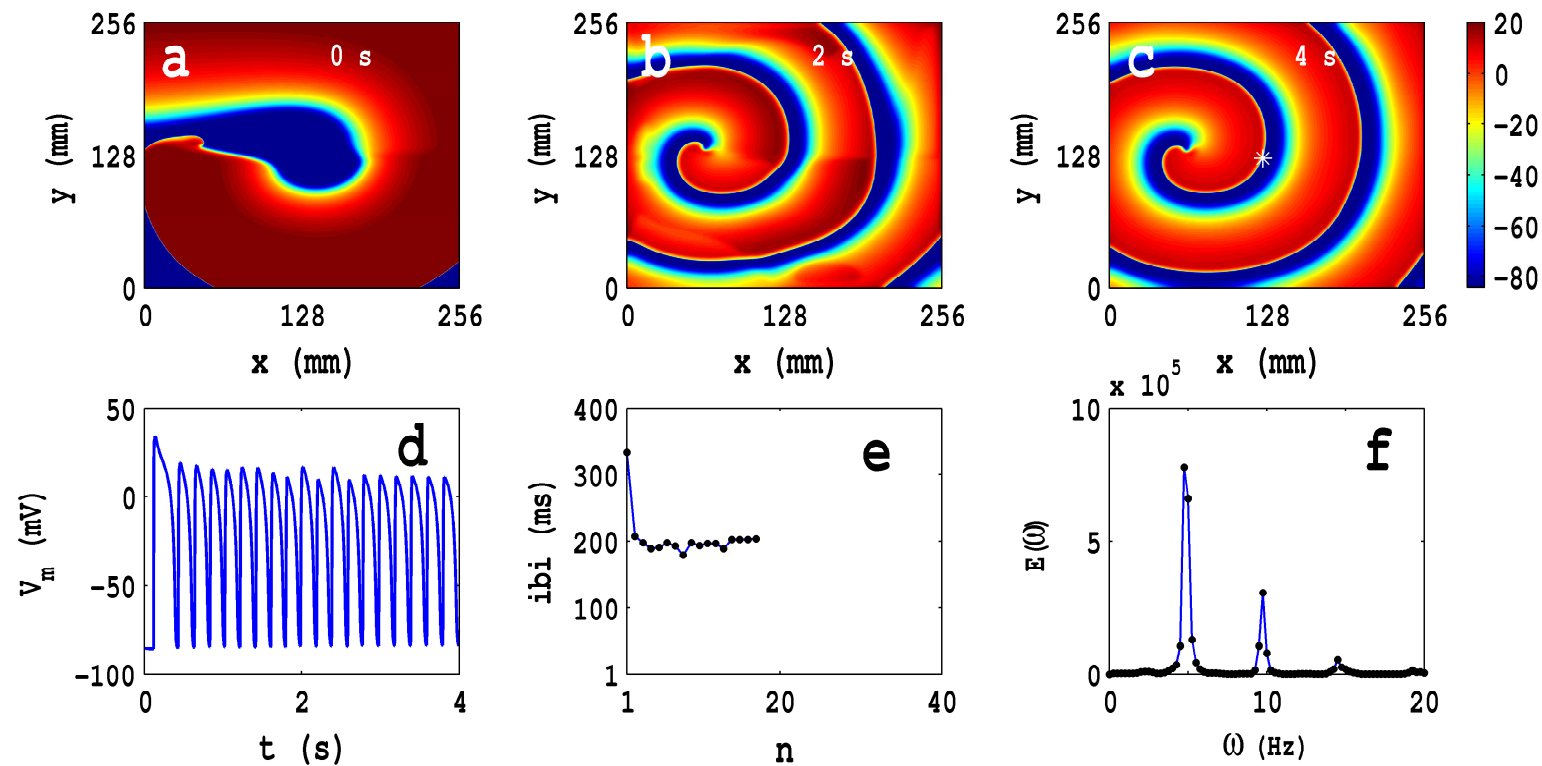 256
128
0
y (mm)
a
0 s
0
128
256
x (mm)
256
128
0
y (mm)
b
2 s
0
128
256
x (mm)
256
128
0
y (mm)
c
4 s
0
128
256
x (mm)
20
0
−20
−40
−60
−80
50
0
−50
−100
Vm (mV)
d
0
2
4
t (s)
400
300
200
100
1
ibi (ms)
e
1
20
40
n
x 10^5
10
5
0
E(ω)
f
0
10
20
ω (Hz)